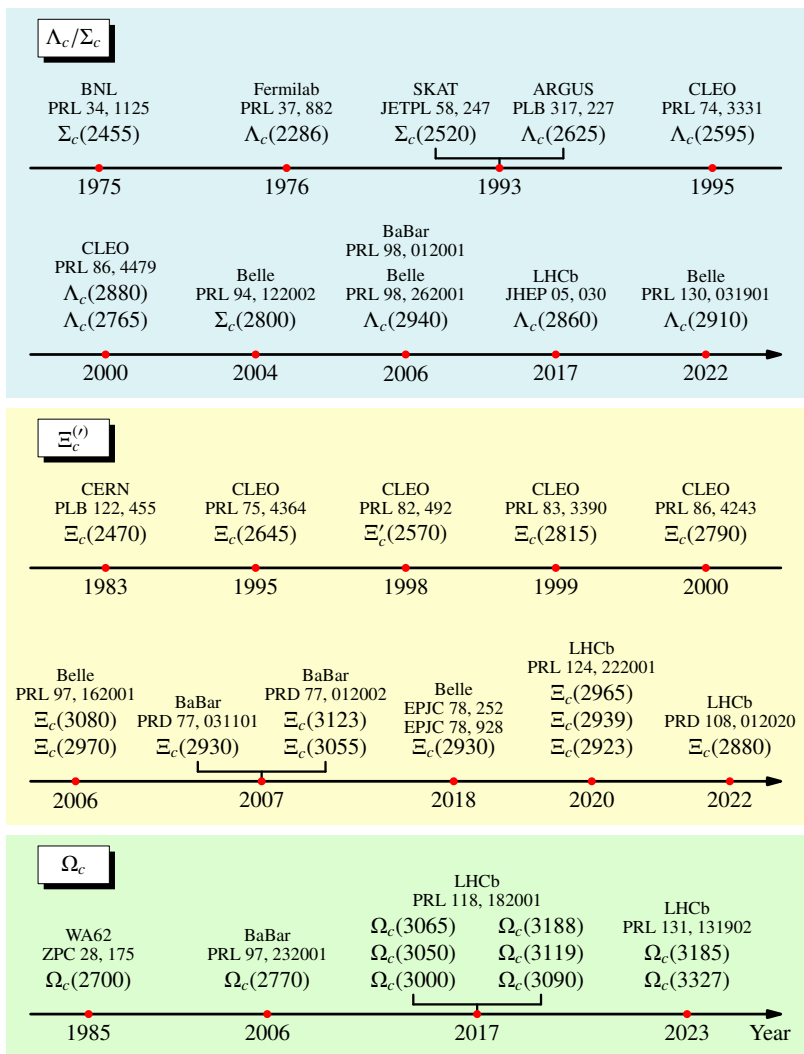 Λc/Σc
BNL
PRL 34, 1125
Σc(2455)
1975
Fermilab
PRL 37, 882
Λc(2286)
1976
SKAT
JETPL 58, 247
Σc(2520)
ARGUS
PLB 317, 227
Λc(2625)
1993
CLEO
PRL 74, 3331
Λc(2595)
1995
CLEO
PRL 86, 4479
Λc(2880)
Λc(2765)
2000
Belle
PRL 94, 122002
Σc(2800)
2004
BaBar
PRL 98, 012001
Belle
PRL 98, 262001
Λc(2940)
2006
LHCb
JHEP 05, 030
Λc(2860)
2017
Belle
PRL 130, 031901
Λc(2910)
2022
Ξc(′)
CERN
PLB 122, 455
Ξc(2470)
1983
CLEO
PRL 75, 4364
Ξc(2645)
1995
CLEO
PRL 82, 492
Ξ′c(2570)
1998
CLEO
PRL 83, 3390
Ξc(2815)
1999
CLEO
PRL 86, 4243
Ξc(2790)
2000
Belle
PRL 97, 162001
Ξc(3080)
Ξc(2970)
2006
BaBar
PRD 77, 031101
Ξc(2930)
BaBar
PRD 77, 012002
Ξc(3123)
Ξc(3055)
2007
Belle
EPJC 78, 252
EPJC 78, 928
Ξc(2930)
2018
LHCb
PRL 124, 222001
Ξc(2965)
Ξc(2939)
Ξc(2923)
2020
LHCb
PRD 108, 012020
Ξc(2880)
2022
Ωc
WA62
ZPC 28, 175
Ωc(2700)
1985
BaBar
PRL 97, 232001
Ωc(2770)
2006
LHCb
PRL 118, 182001
Ωc(3065) Ωc(3188)
Ωc(3050) Ωc(3119)
Ωc(3000) Ωc(3090)
2017
LHCb
PRL 131, 131902
Ωc(3185)
Ωc(3327)
2023
Year